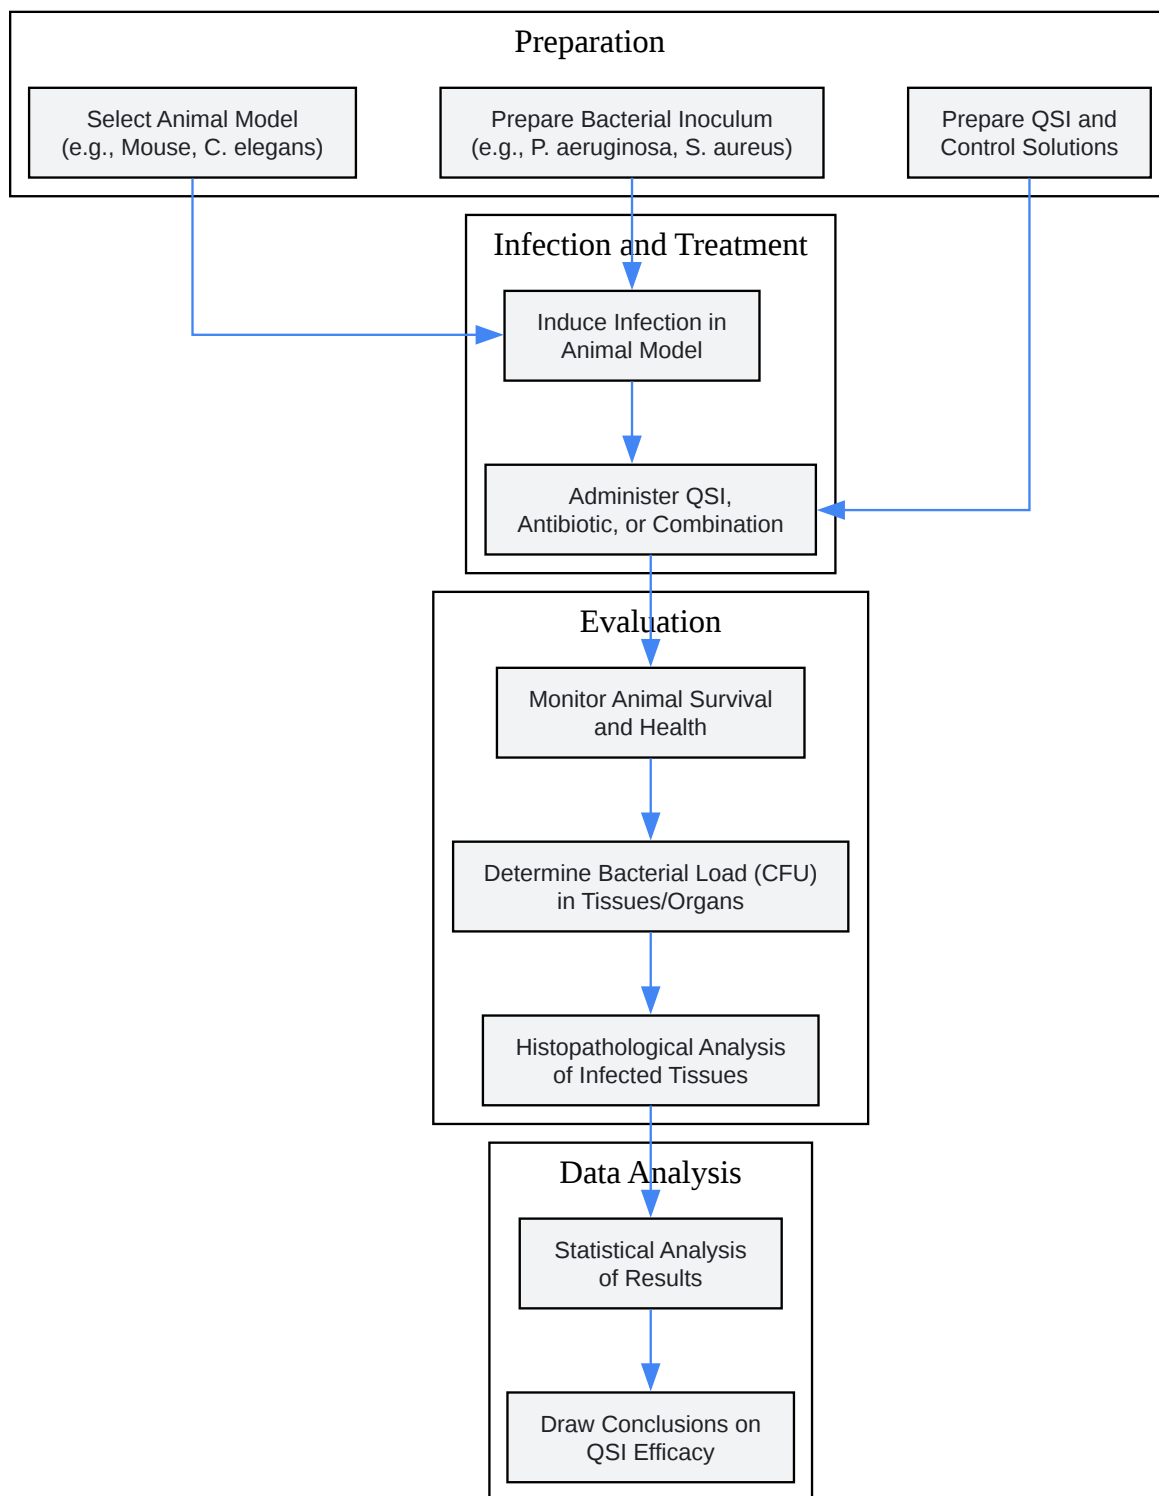 Preparation
Select Animal Model
(e.g., Mouse, C. elegans)
Prepare Bacterial Inoculum
(e.g., P. aeruginosa, S. aureus)
Prepare QSI and
Control Solutions
Infection and Treatment
Induce Infection in
Animal Model
Administer QSI,
Antibiotic, or Combination
Evaluation
Monitor Animal Survival
and Health
Determine Bacterial Load (CFU)
in Tissues/Organs
Histopathological Analysis
of Infected Tissues
Data Analysis
Statistical Analysis
of Results
Draw Conclusions on
QSI Efficacy